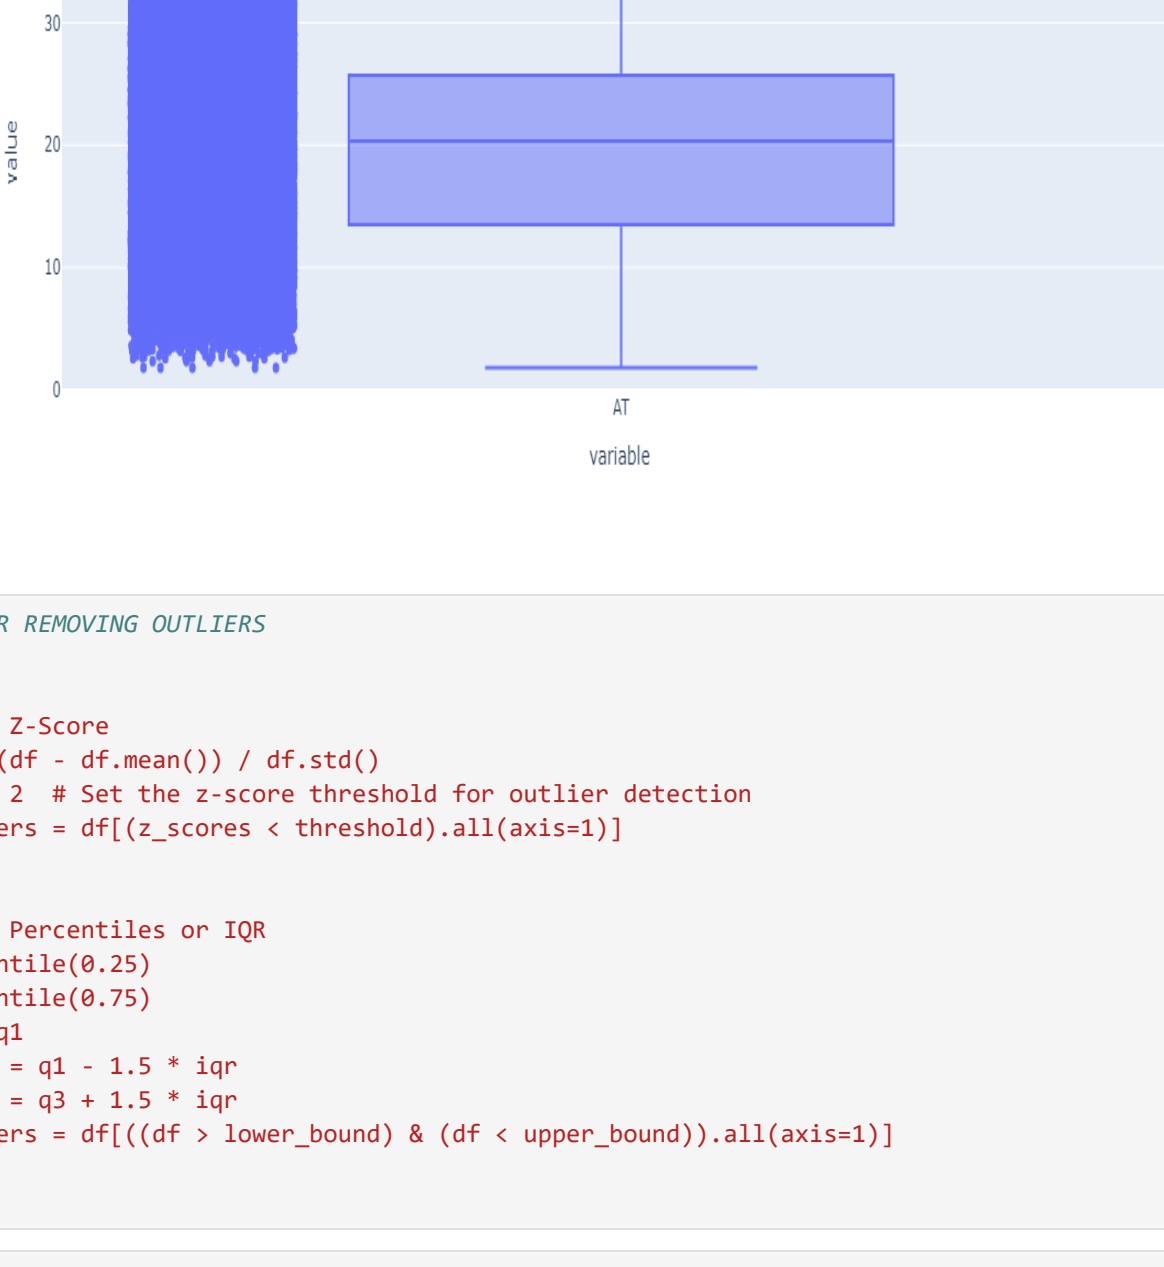 30
value
20
10
0
AT
variable
R REMOVING OUTLIERS
Z-Score
(df - df.mean()) / df.std()
2  # Set the z-score threshold for outlier detection
ers = df[(z_scores < threshold).all(axis=1)]
Percentiles or IQR
ntile(0.25)
ntile(0.75)
q1
= q1 - 1.5 * iqr
= q3 + 1.5 * iqr
ers = df[((df > lower_bound) & (df < upper_bound)).all(axis=1)]